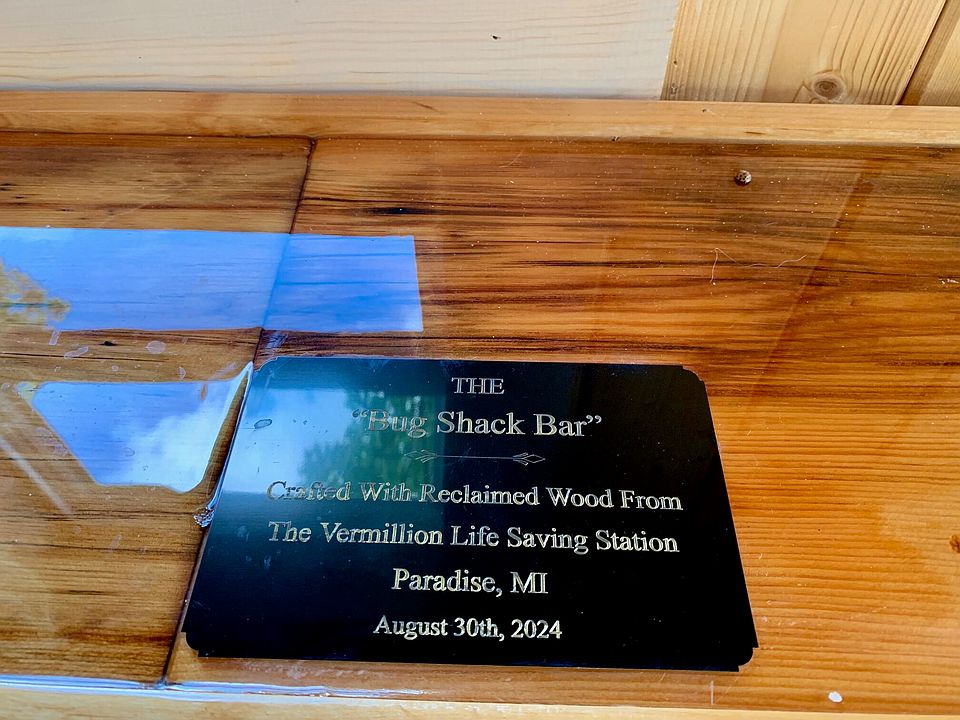 THE
“Bug Shack Bar”
Crafted With Reclaimed Wood From
The Vermillion Life Saving Station
Paradise, MI
August 30th, 2024